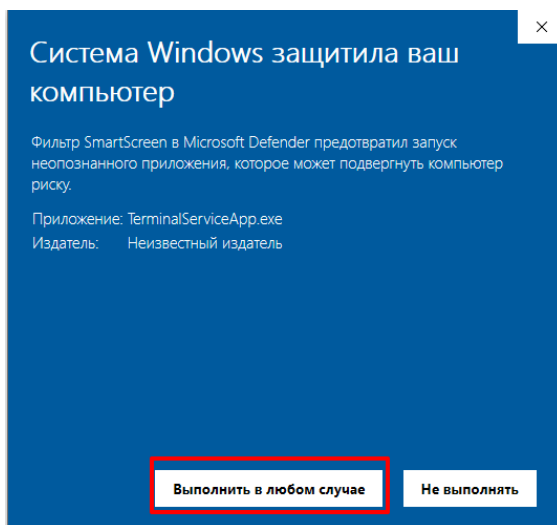 Система Windows защитила ваш
компьютер
Фильтр SmartScreen в Microsoft Defender предотвратил запуск
неопознанного приложения, которое может подвергнуть компьютер
риску.
Приложение: TerminalServiceApp.exe
Издатель: Неизвестный издатель
Выполнить в любом случае Не выполнять